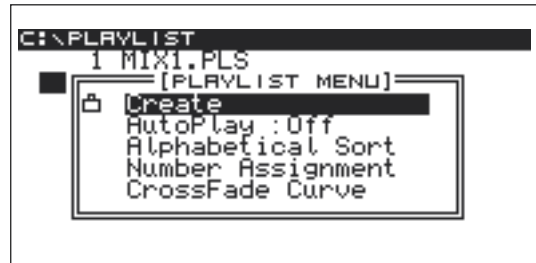 C:\PLAYLIST
1 MIX1.PLS
[PLAYLIST MENU]
Create
AutoPlay :Off
Alphabetical Sort
Number Assignment
CrossFade Curve